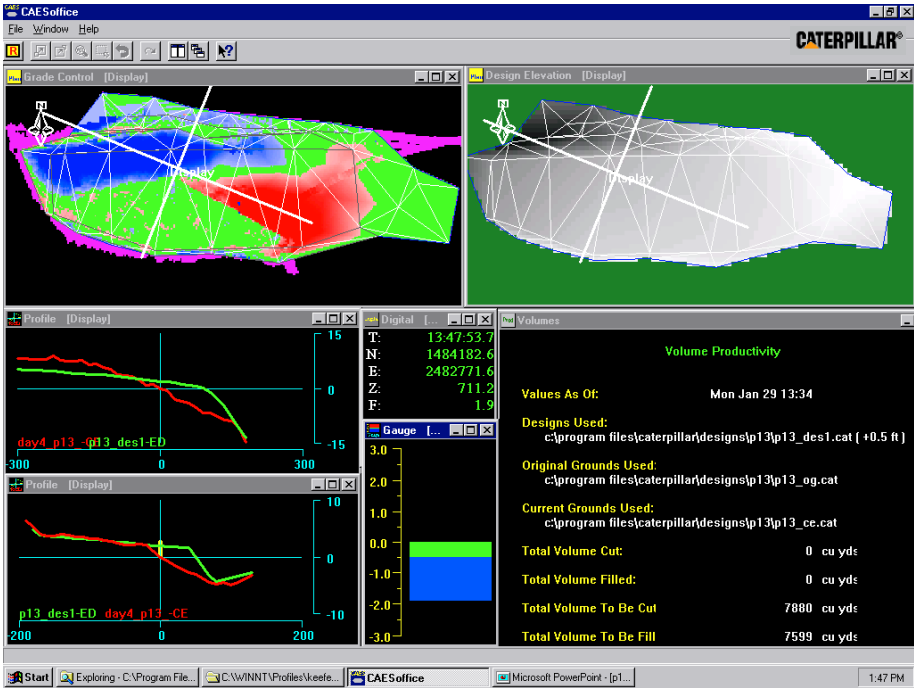 CAESoffice
File Window Help
CATERPILLAR®
Grade Control [Display]
N
Display
Design Elevation [Display]
N
Display
Profile [Display]
15
0
-15
day4_p13 p13_des1-ED
-300 0 300
Profile [Display]
10
0
-10
p13_des1-ED day4_p13_-CE
-200 0 200
Digital [...
T: 13:47:53.7
N: 1484182.6
E: 2482771.6
Z: 711.2
F: 1.9
Gauge [...
3.0
2.0
1.0
0.0
-1.0
-2.0
-3.0
Volumes
Volume Productivity
Values As Of: Mon Jan 29 13:34
Designs Used:
c:\program files\caterpillar\designs\p13\p13_des1.cat ( +0.5 ft )
Original Grounds Used:
c:\program files\caterpillar\designs\p13\p13_og.cat
Current Grounds Used:
c:\program files\caterpillar\designs\p13\p13_ce.cat
Total Volume Cut: 0 cu yds
Total Volume Filled: 0 cu yds
Total Volume To Be Cut 7880 cu yds
Total Volume To Be Fill 7599 cu yds
Start Exploring - C:\Program File... C:\WINNT\Profiles\keefe... CAESoffice Microsoft PowerPoint - [p1... 1:47 PM